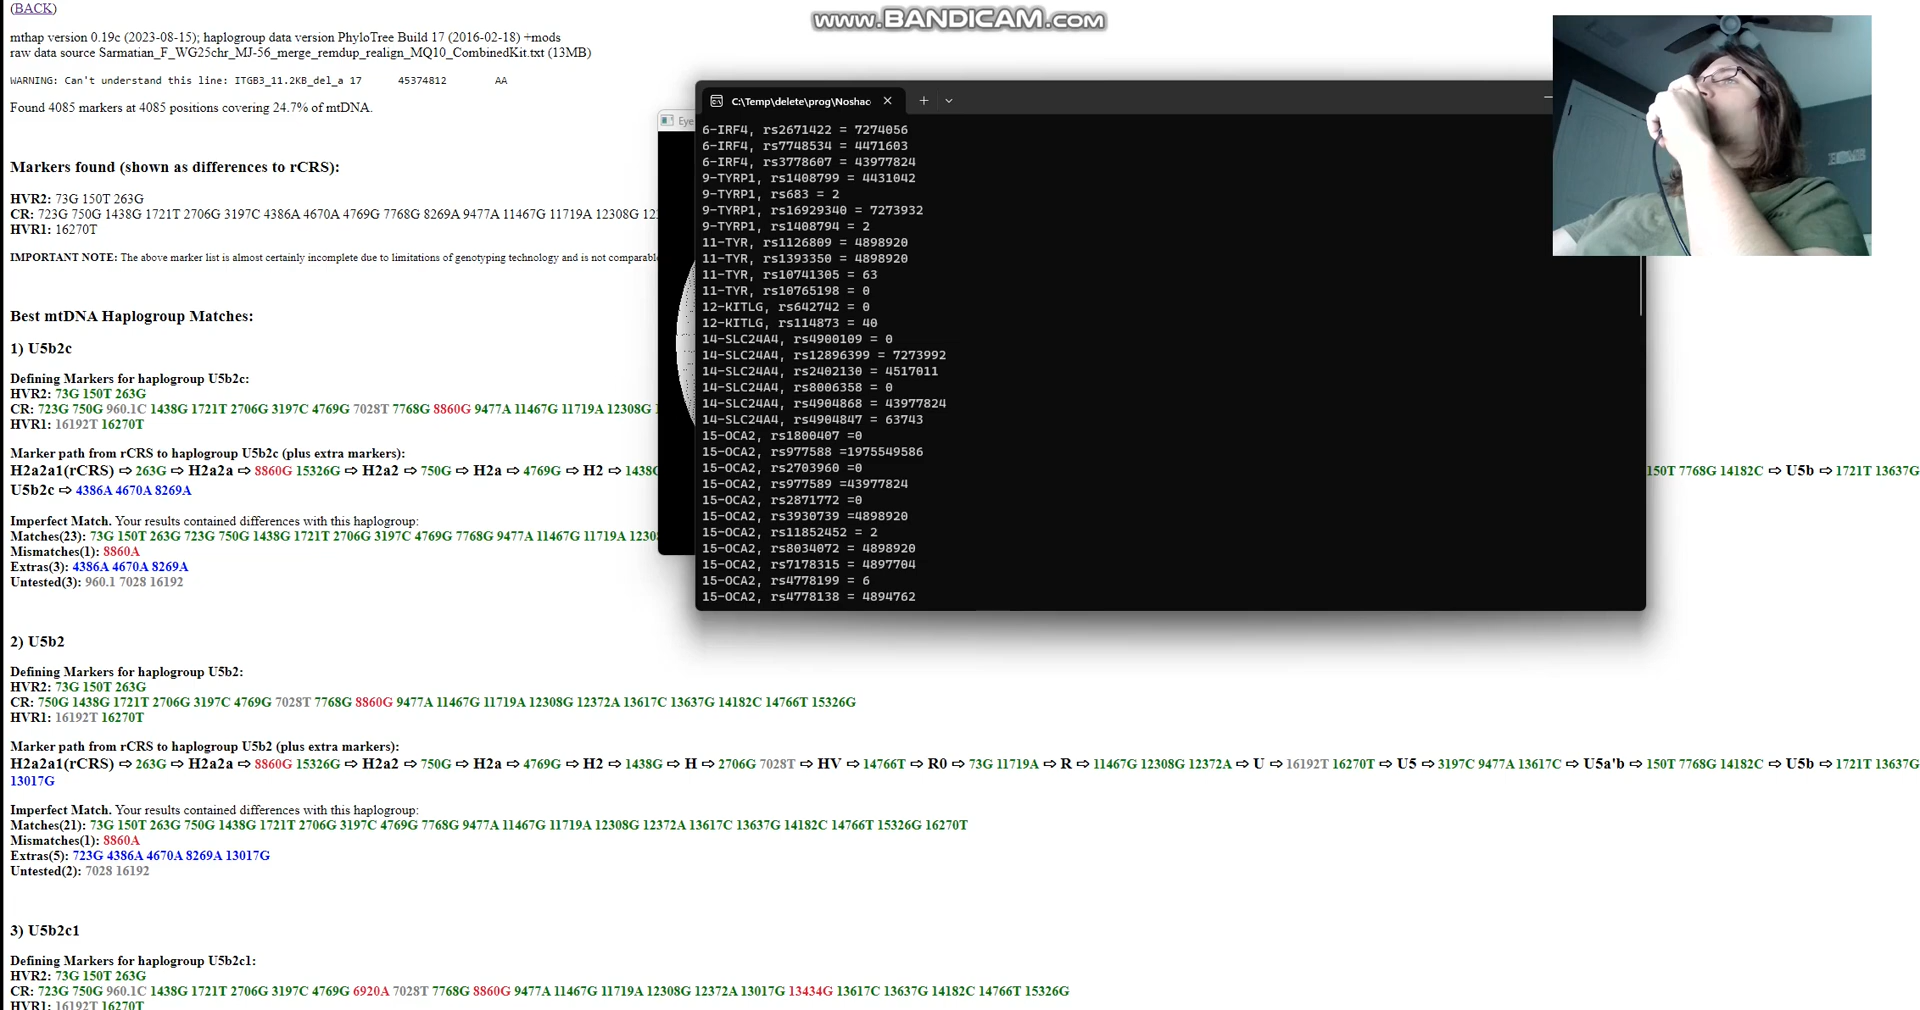 (BACK)
www.BANDICAM.com
mthap version 0.19c (2023-08-15); haplogroup data version PhyloTree Build 17 (2016-02-18) +mods
raw data source Sarmatian_F_WG25chr_MJ-56_merge_remdup_realign_MQ10_CombinedKit.txt (13MB)
WARNING: Can't understand this line: ITGB3_11.2KB_del_a 17 45374812 AA
Found 4085 markers at 4085 positions covering 24.7% of mtDNA.
Markers found (shown as differences to rCRS):
HVR2: 73G 150T 263G
CR: 723G 750G 1438G 1721T 2706G 3197C 4386A 4670A 4769G 7768G 8269A 9477A 11467G 11719A 12308G 12
HVR1: 16270T
IMPORTANT NOTE: The above marker list is almost certainly incomplete due to limitations of genotyping technology and is not comparabl
Best mtDNA Haplogroup Matches:
1) U5b2c
Defining Markers for haplogroup U5b2c:
HVR2: 73G 150T 263G
CR: 723G 750G 960.1C 1438G 1721T 2706G 3197C 4769G 7028T 7768G 8860G 9477A 11467G 11719A 12308G
HVR1: 16192T 16270T
Marker path from rCRS to haplogroup U5b2c (plus extra markers):
H2a2a1(rCRS) ⇨ 263G ⇨ H2a2a ⇨ 8860G 15326G ⇨ H2a2 ⇨ 750G ⇨ H2a ⇨ 4769G ⇨ H2 ⇨ 1438G 150T 7768G 14182C ⇨ U5b ⇨ 1721T 13637G
U5b2c ⇨ 4386A 4670A 8269A
Imperfect Match. Your results contained differences with this haplogroup:
Matches(23): 73G 150T 263G 723G 750G 1438G 1721T 2706G 3197C 4769G 7768G 9477A 11467G 11719A 1230
Mismatches(1): 8860A
Extras(3): 4386A 4670A 8269A
Untested(3): 960.1 7028 16192
2) U5b2
Defining Markers for haplogroup U5b2:
HVR2: 73G 150T 263G
CR: 750G 1438G 1721T 2706G 3197C 4769G 7028T 7768G 8860G 9477A 11467G 11719A 12308G 12372A 13617C 13637G 14182C 14766T 15326G
HVR1: 16192T 16270T
Marker path from rCRS to haplogroup U5b2 (plus extra markers):
H2a2a1(rCRS) ⇨ 263G ⇨ H2a2a ⇨ 8860G 15326G ⇨ H2a2 ⇨ 750G ⇨ H2a ⇨ 4769G ⇨ H2 ⇨ 1438G ⇨ H ⇨ 2706G 7028T ⇨ HV ⇨ 14766T ⇨ R0 ⇨ 73G 11719A ⇨ R ⇨ 11467G 12308G 12372A ⇨ U ⇨ 16192T 16270T ⇨ U5 ⇨ 3197C 9477A 13617C ⇨ U5a'b ⇨ 150T 7768G 14182C ⇨ U5b ⇨ 1721T 13637G
13017G
Imperfect Match. Your results contained differences with this haplogroup:
Matches(21): 73G 150T 263G 750G 1438G 1721T 2706G 3197C 4769G 7768G 9477A 11467G 11719A 12308G 12372A 13617C 13637G 14182C 14766T 15326G 16270T
Mismatches(1): 8860A
Extras(5): 723G 4386A 4670A 8269A 13017G
Untested(2): 7028 16192
3) U5b2c1
Defining Markers for haplogroup U5b2c1:
HVR2: 73G 150T 263G
CR: 723G 750G 960.1C 1438G 1721T 2706G 3197C 4769G 6920A 7028T 7768G 8860G 9477A 11467G 11719A 12308G 12372A 13017G 13434G 13617C 13637G 14182C 14766T 15326G
HVR1: 16192T 16270T
Eye
C:\Temp\delete\prog\Noshac
6-IRF4, rs2671422 = 7274056
6-IRF4, rs7748534 = 4471603
6-IRF4, rs3778607 = 43977824
9-TYRP1, rs1408799 = 4431042
9-TYRP1, rs683 = 2
9-TYRP1, rs16929340 = 7273932
9-TYRP1, rs1408794 = 2
11-TYR, rs1126809 = 4898920
11-TYR, rs1393350 = 4898920
11-TYR, rs10741305 = 63
11-TYR, rs10765198 = 0
12-KITLG, rs642742 = 0
12-KITLG, rs114873 = 40
14-SLC24A4, rs4900109 = 0
14-SLC24A4, rs12896399 = 7273992
14-SLC24A4, rs2402130 = 4517011
14-SLC24A4, rs8006358 = 0
14-SLC24A4, rs4904868 = 43977824
14-SLC24A4, rs4904847 = 63743
15-OCA2, rs1800407 =0
15-OCA2, rs977588 =1975549586
15-OCA2, rs2703960 =0
15-OCA2, rs977589 =43977824
15-OCA2, rs2871772 =0
15-OCA2, rs3930739 =4898920
15-OCA2, rs11852452 = 2
15-OCA2, rs8034072 = 4898920
15-OCA2, rs7178315 = 4897704
15-OCA2, rs4778199 = 6
15-OCA2, rs4778138 = 4894762